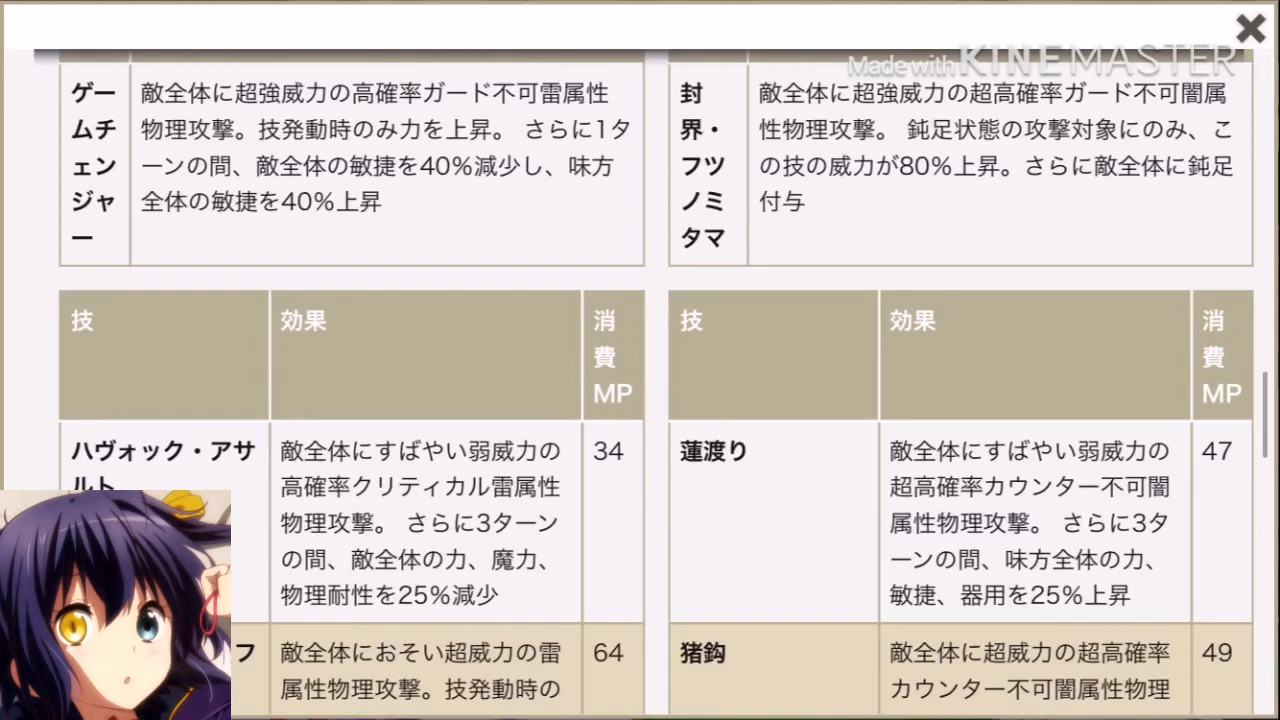 Made with KINEMASTER
ゲー
ムチ
ェン
ジャ
ー
敵全体に超強威力の高確率ガード不可雷属性
物理攻撃。技発動時のみ力を上昇。 さらに1タ
ーンの間、敵全体の敏捷を40%減少し、味方
全体の敏捷を40%上昇
封
界・
フツ
ノミ
タマ
敵全体に超強威力の超高確率ガード不可闇属
性物理攻撃。 鈍足状態の攻撃対象にのみ、こ
の技の威力が80%上昇。さらに敵全体に鈍足
付与
技
効果
消
費
MP
ハヴォック・アサ
ルト
敵全体にすばやい弱威力の
高確率クリティカル雷属性
物理攻撃。 さらに3ターン
の間、敵全体の力、魔力、
物理耐性を25%減少
34
フ
敵全体におそい超威力の雷
属性物理攻撃。技発動時の
64
技
効果
消
費
MP
蓮渡り
敵全体にすばやい弱威力の
超高確率カウンター不可闇
属性物理攻撃。 さらに3タ
ーンの間、味方全体の力、
敏捷、器用を25%上昇
47
猪鈎
敵全体に超威力の超高確率
カウンター不可闇属性物理
49